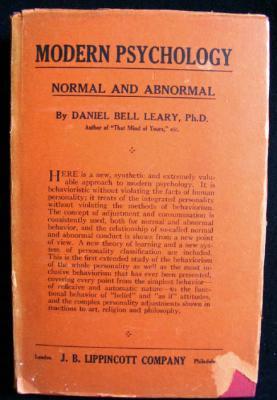 MODERN PSYCHOLOGY
NORMAL AND ABNORMAL
By DANIEL BELL LEARY, Ph.D.
Author of "That Mind of Yours," etc.
HERE is a new, synthetic and extremely valu-
able approach to modern psychology. It is
behavioristic without violating the facts of human
personality; it treats of the integrated personality
without violating the methods of behaviorism.
The concept of adjustment and consummation is
consistently used, both for normal and abnormal
behavior, and the relationship of so-called normal
and abnormal conduct is shown from a new point
of view. A new theory of learning and a new sys-
tem of personality classification are included.
This is the first extended study of the behaviorism
of the whole personality as well as the most in-
clusive behaviorism that has ever been presented,
covering every point from the simplest behavior—
of reflexive and automatic nature—to the func-
tional behavior of "belief" and "as if" attitudes,
and the complex personality adjustments shown in
reactions to art, religion and philosophy.
London J. B. LIPPINCOTT COMPANY